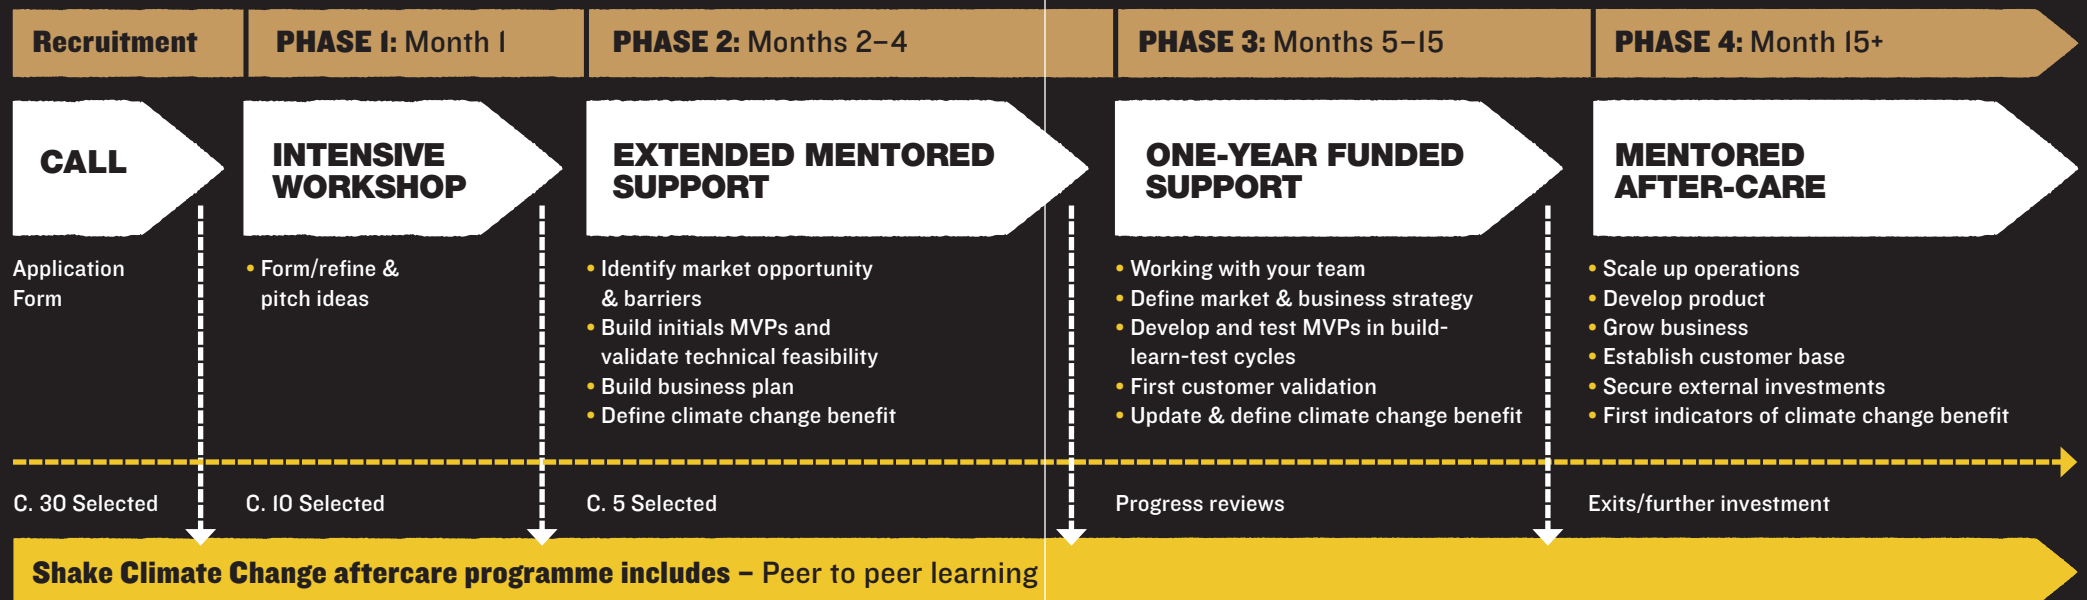 Recruitment
PHASE 1: Month 1
PHASE 2: Months 2–4
PHASE 3: Months 5–15
PHASE 4: Month 15+
CALL
INTENSIVE
WORKSHOP
EXTENDED MENTORED
SUPPORT
ONE-YEAR FUNDED
SUPPORT
MENTORED
AFTER-CARE
Application
Form
• Form/refine &
pitch ideas
• Identify market opportunity
& barriers
• Build initials MVPs and
validate technical feasibility
• Build business plan
• Define climate change benefit
• Working with your team
• Define market & business strategy
• Develop and test MVPs in build-
learn-test cycles
• First customer validation
• Update & define climate change benefit
• Scale up operations
• Develop product
• Grow business
• Establish customer base
• Secure external investments
• First indicators of climate change benefit
C. 30 Selected
C. 10 Selected
C. 5 Selected
Progress reviews
Exits/further investment
Shake Climate Change aftercare programme includes – Peer to peer learning